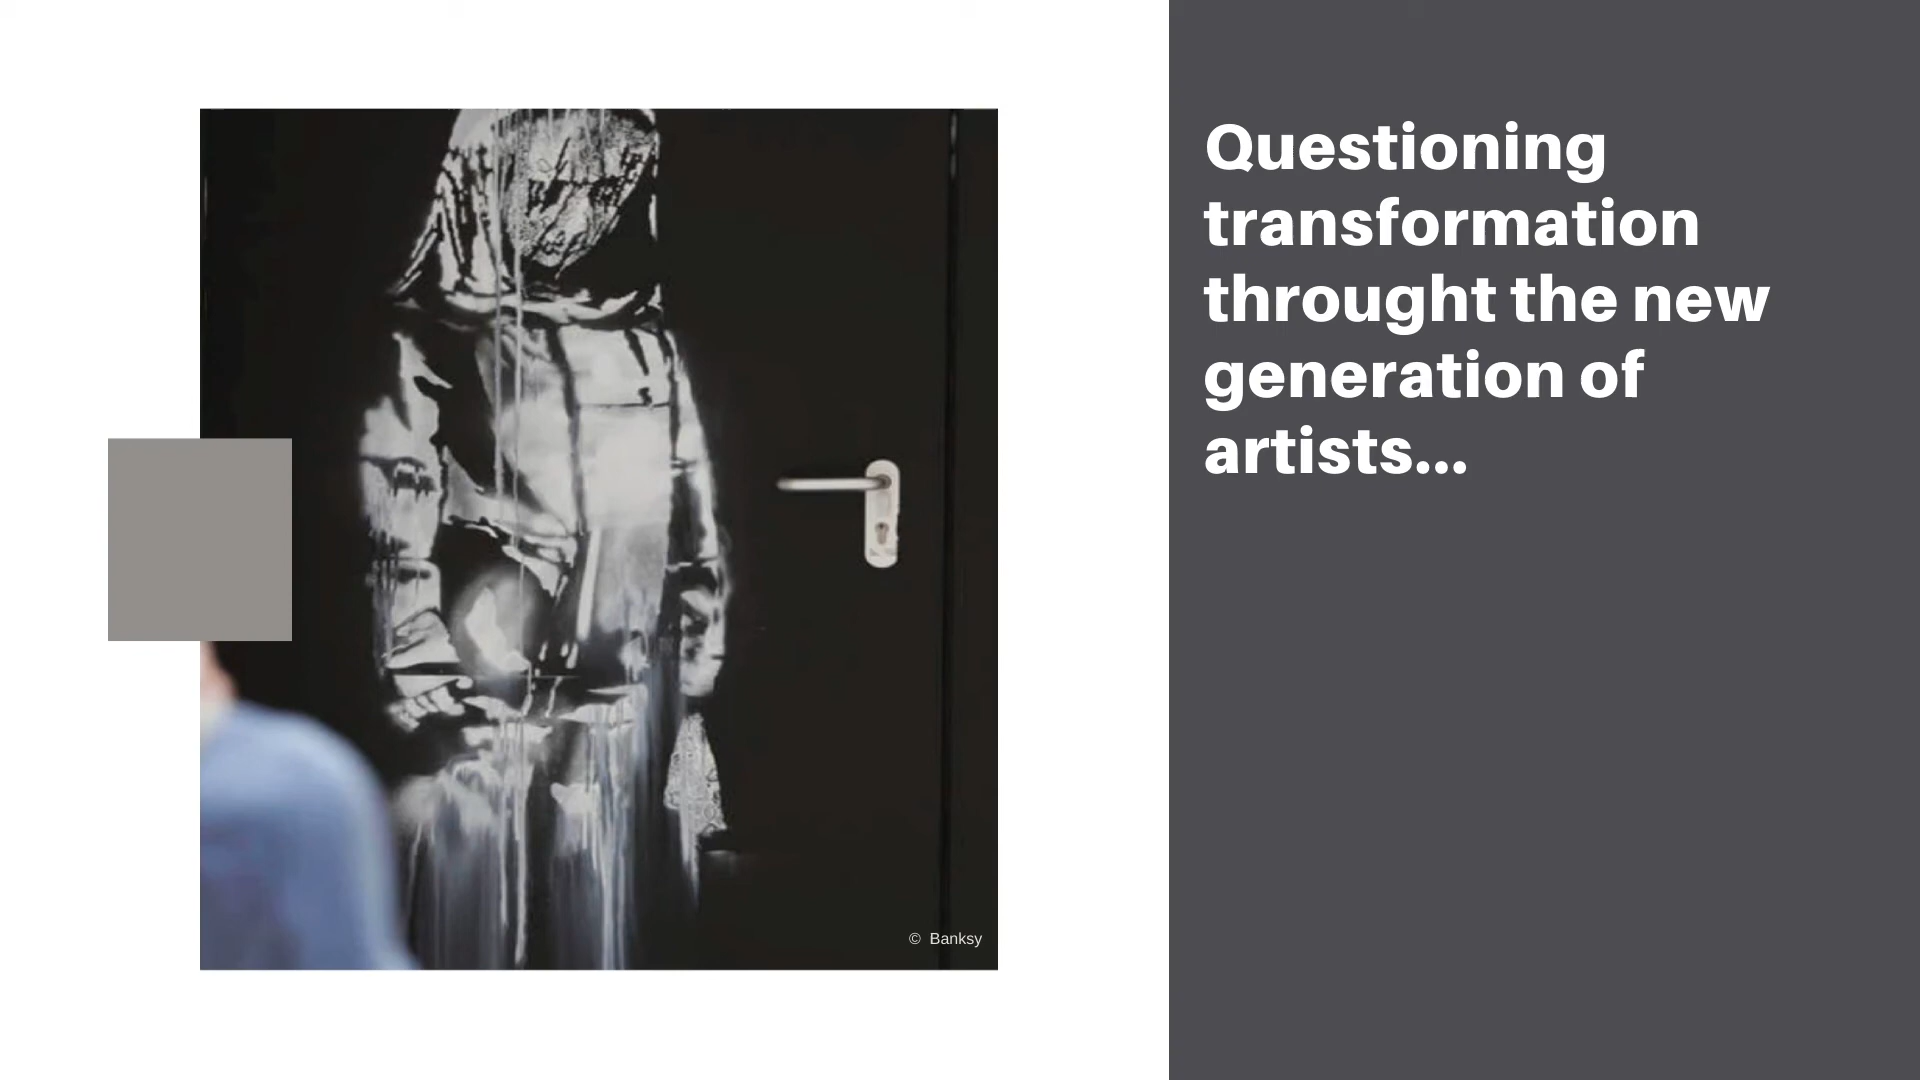 Questioning
transformation
throught the new
generation of
artists...
© Banksy